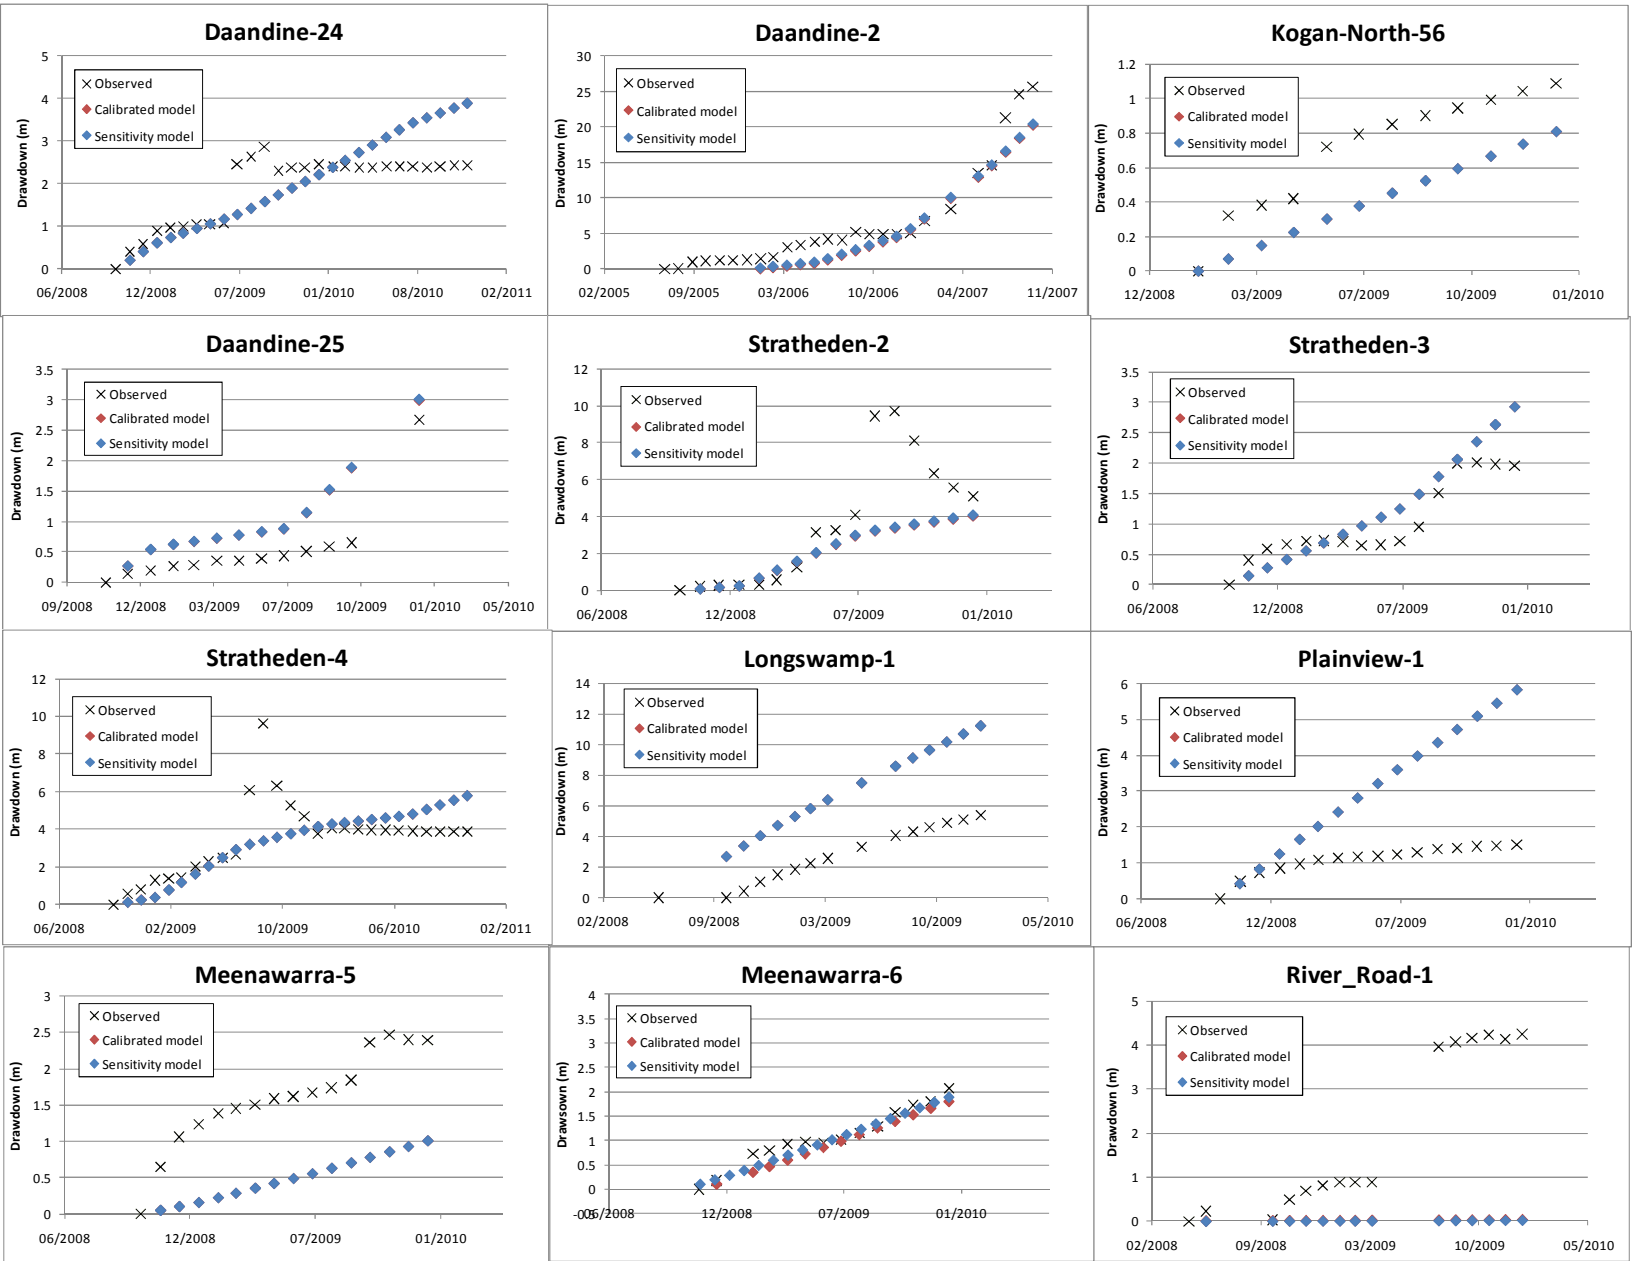 Daandine-24
5
4
3
2
1
0
Drawdown (m)
Observed
Calibrated model
Sensitivity model
06/2008 12/2008 07/2009 01/2010 08/2010 02/2011
Daandine-2
30
25
20
15
10
5
0
Drawdown (m)
Observed
Calibrated model
Sensitivity model
02/2005 09/2005 03/2006 10/2006 04/2007 11/2007
Kogan-North-56
1.2
1
0.8
0.6
0.4
0.2
0
Drawdown (m)
Observed
Calibrated model
Sensitivity model
12/2008 03/2009 07/2009 10/2009 01/2010
Daandine-25
3.5
3
2.5
2
1.5
1
0.5
0
Drawdown (m)
Observed
Calibrated model
Sensitivity model
09/2008 12/2008 03/2009 07/2009 10/2009 01/2010 05/2010
Stratheden-2
12
10
8
6
4
2
0
Drawdown (m)
Observed
Calibrated model
Sensitivity model
06/2008 12/2008 07/2009 01/2010
Stratheden-3
3.5
3
2.5
2
1.5
1
0.5
0
Drawdown (m)
Observed
Calibrated model
Sensitivity model
06/2008 12/2008 07/2009 01/2010
Stratheden-4
12
10
8
6
4
2
0
Drawdown (m)
Observed
Calibrated model
Sensitivity model
06/2008 02/2009 10/2009 06/2010 02/2011
Longswamp-1
14
12
10
8
6
4
2
0
Drawdown (m)
Observed
Calibrated model
Sensitivity model
02/2008 09/2008 03/2009 10/2009 05/2010
Plainview-1
6
5
4
3
2
1
0
Drawdown (m)
Observed
Calibrated model
Sensitivity model
06/2008 12/2008 07/2009 01/2010
Meenawarra-5
3
2.5
2
1.5
1
0.5
0
Drawdown (m)
Observed
Calibrated model
Sensitivity model
06/2008 12/2008 07/2009 01/2010
Meenawarra-6
4
3.5
3
2.5
2
1.5
1
0.5
0
-0.5
Drawsown (m)
Observed
Calibrated model
Sensitivity model
06/2008 12/2008 07/2009 01/2010
River_Road-1
5
4
3
2
1
0
Drawdown (m)
Observed
Calibrated model
Sensitivity model
02/2008 09/2008 03/2009 10/2009 05/2010